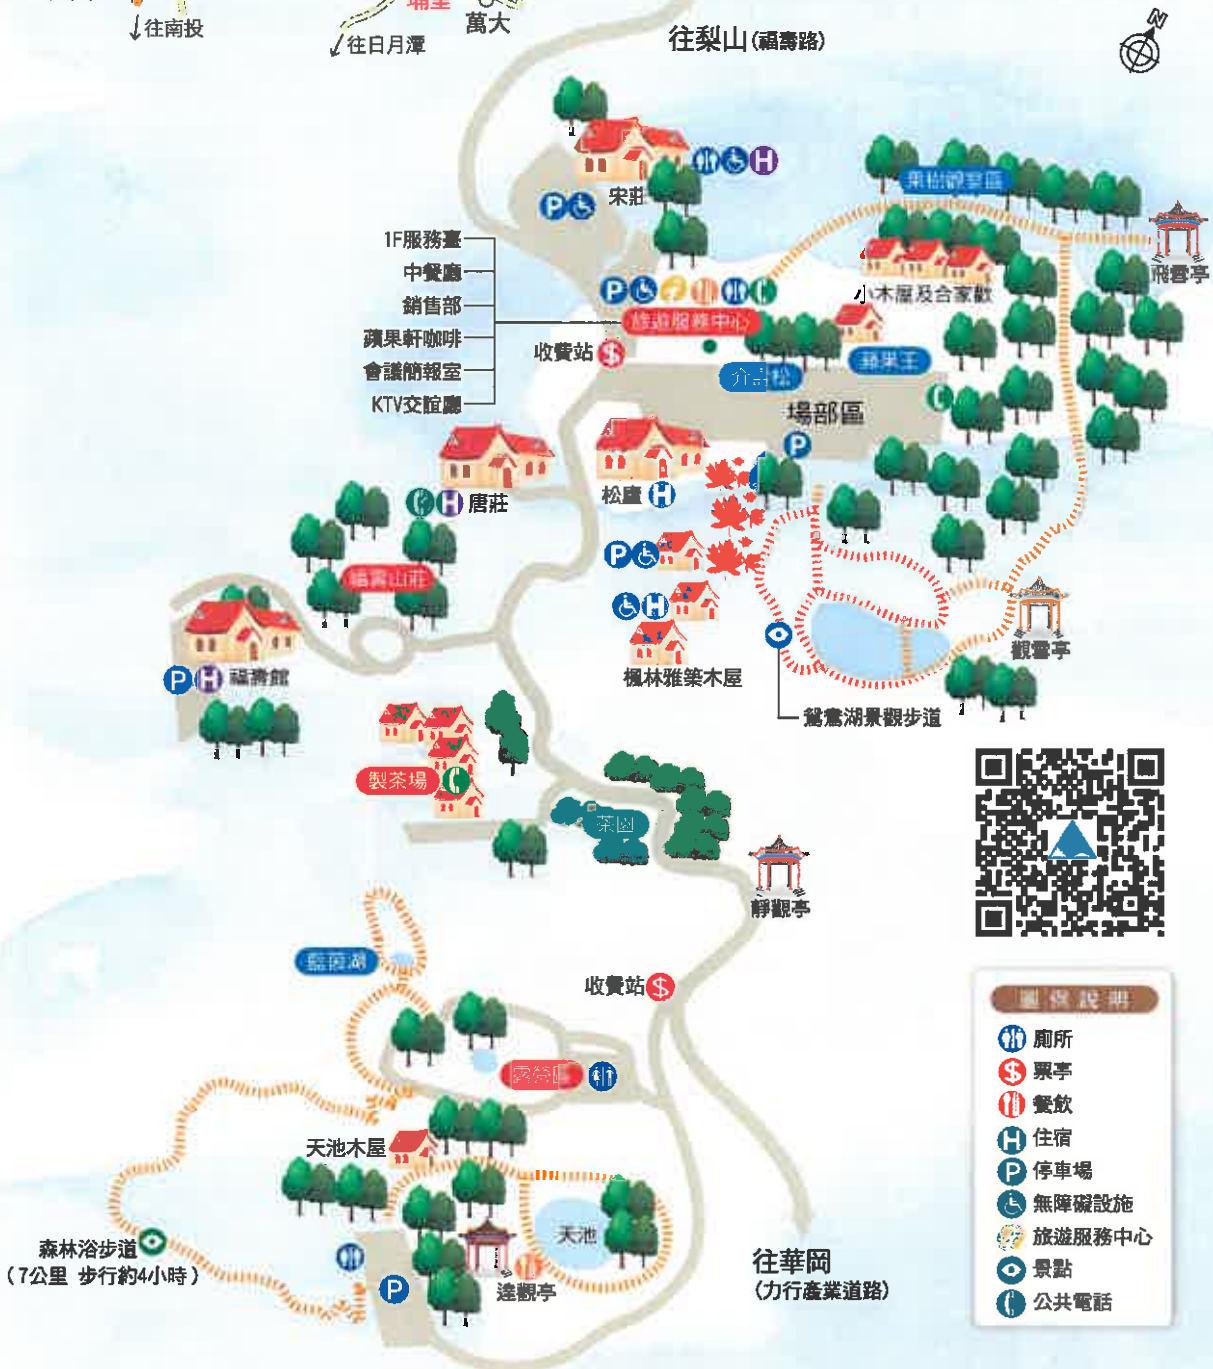 往南投
往日月潭
埔里
萬大
往梨山(福壽路)
N
宋莊
果樹觀景區
飛雲亭
小木屋及合家歡
1F服務臺
中餐廳
銷售部
蘋果軒咖啡
會議簡報室
KTV交誼廳
旅遊服務中心
收費站
蘋果王
場部區
松廬
唐莊
福壽山莊
福壽館
楓林雅築木屋
觀雲亭
鴛鴦湖景觀步道
製茶場
茶園
靜觀亭
收費站
露營區
天池木屋
天池
達觀亭
森林浴步道
(7公里 步行約4小時)
往華岡
(力行產業道路)
圖例說明
廁所
票亭
餐飲
住宿
停車場
無障礙設施
旅遊服務中心
景點
公共電話